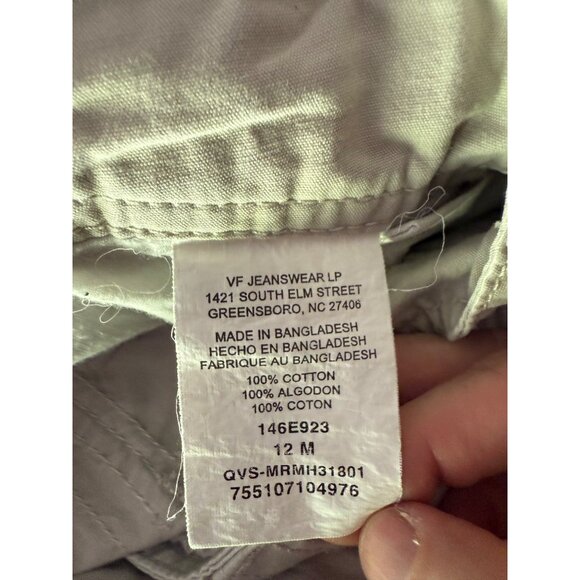 VF JEANSWEAR LP
1421 SOUTH ELM STREET
GREENSBORO, NC 27406
MADE IN BANGLADESH
HECHO EN BANGLADESH
FABRIQUE AU BANGLADESH
100% COTTON
100% ALGODON
100% COTON
146E923
12 M
QVS-MRMH31801
755107104976